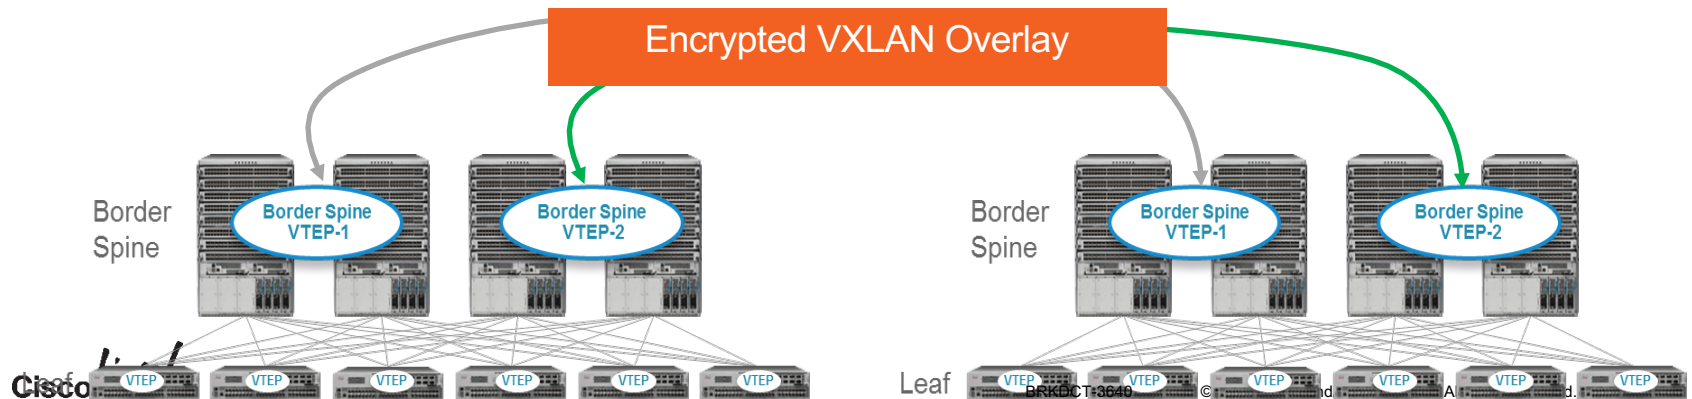 Encrypted VXLAN Overlay
Border
Spine
Border Spine
VTEP-1
Border Spine
VTEP-2
Border
Spine
Border Spine
VTEP-1
Border Spine
VTEP-2
Leaf
VTEP
VTEP
VTEP
VTEP
VTEP
VTEP
Cisco
Leaf
VTEP
VTEP
VTEP
VTEP
VTEP
VTEP
BRKDCT-3640
©